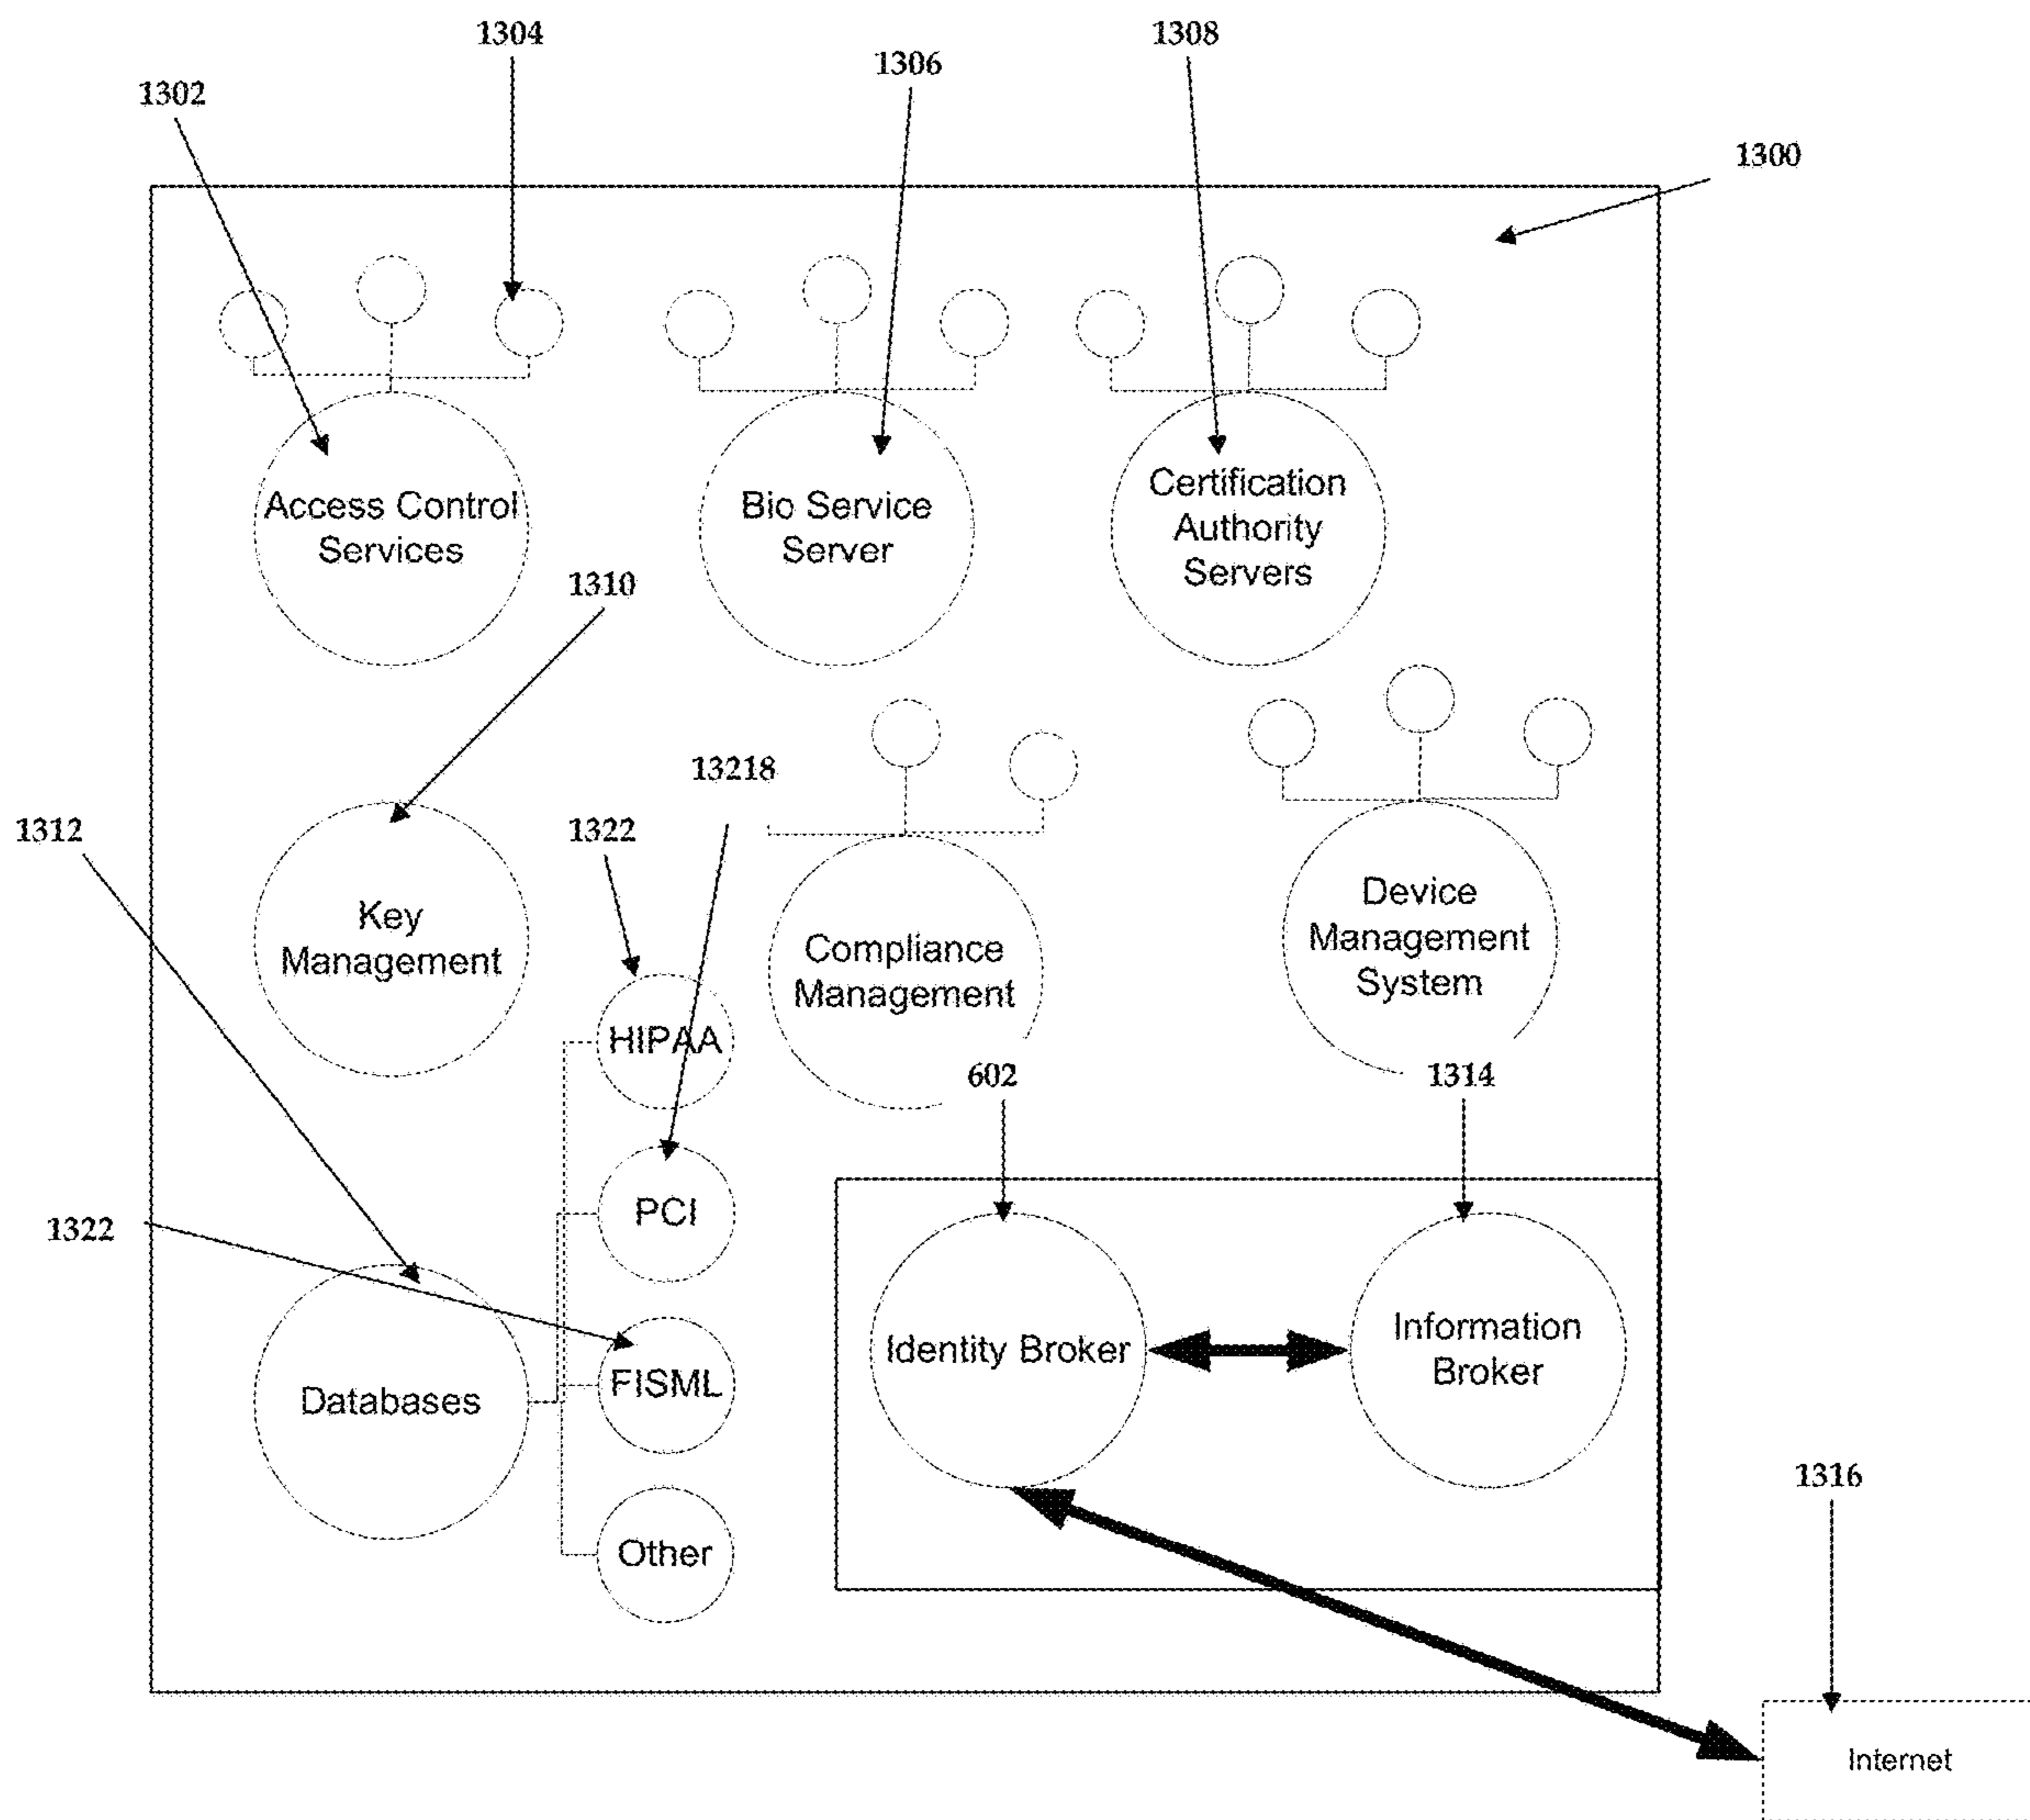 1304
1308
1306
1302
1300
Access Control
Services
Bio Service
Server
Certification
Authority
Servers
1310
13218
1312
1322
Key
Management
Compliance
Management
Device
Management
System
HIPAA
602
1314
PCI
1322
Identity Broker
Information
Broker
Databases
FISML
1316
Other
Internet